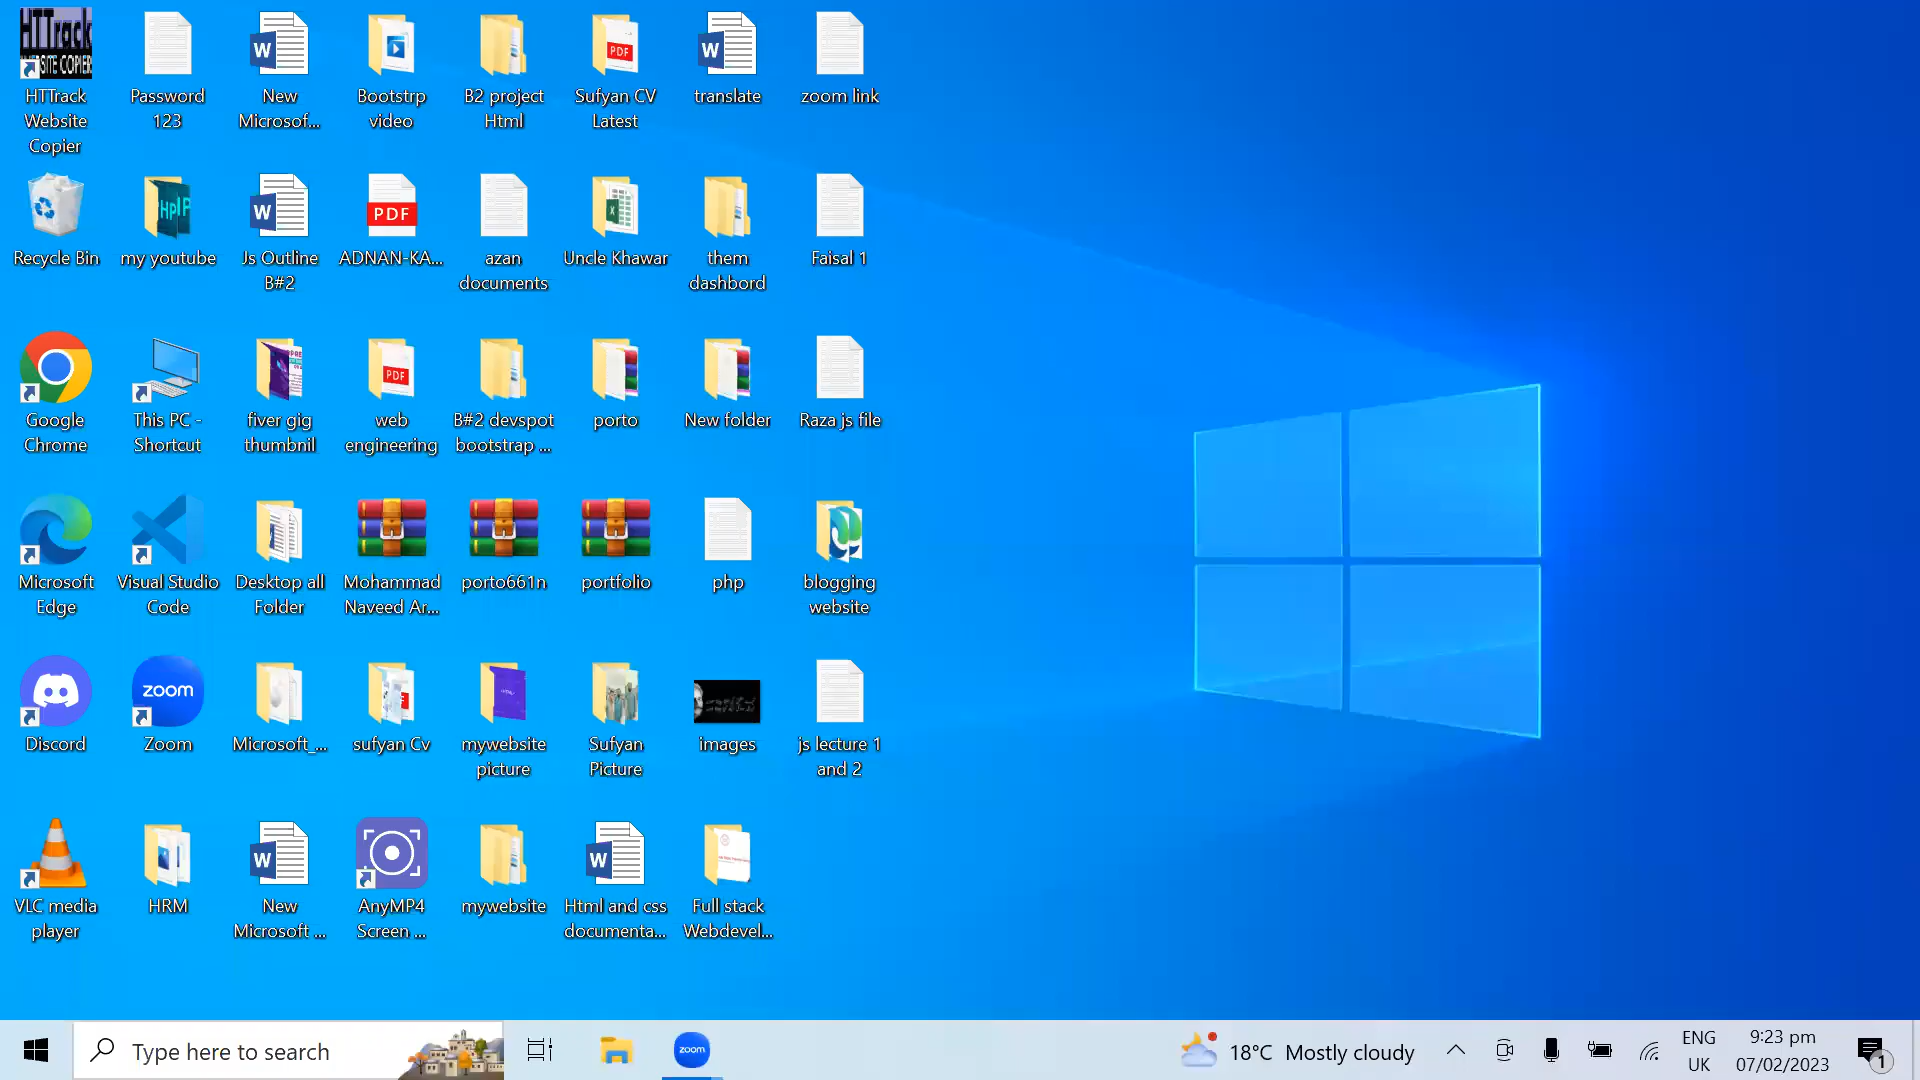 HTTrack
WEBSITE COPIER
HTTrack
Website
Copier
Password
123
W
New
Microsof...
Bootstrp
video
B2 project
Html
PDF
Sufyan CV
Latest
W
translate
zoom link
Recycle Bin
my youtube
W
Js Outline
B#2
PDF
ADNAN-KA...
azan
documents
Uncle Khawar
them
dashbord
Faisal 1
Google
Chrome
This PC -
Shortcut
fiver gig
thumbnil
PDF
web
engineering
B#2 devspot
bootstrap ...
porto
New folder
Raza js file
Microsoft
Edge
Visual Studio
Code
Desktop all
Folder
Mohammad
Naveed Ar...
porto661n
portfolio
php
blogging
website
Discord
zoom
Zoom
Microsoft_...
sufyan Cv
mywebsite
picture
Sufyan
Picture
images
js lecture 1
and 2
VLC media
player
HRM
W
New
Microsoft ...
AnyMP4
Screen ...
mywebsite
W
Html and css
documenta...
Full stack
Webdevel...
Type here to search
zoom
18°C Mostly cloudy
ENG
UK
9:23 pm
07/02/2023
1